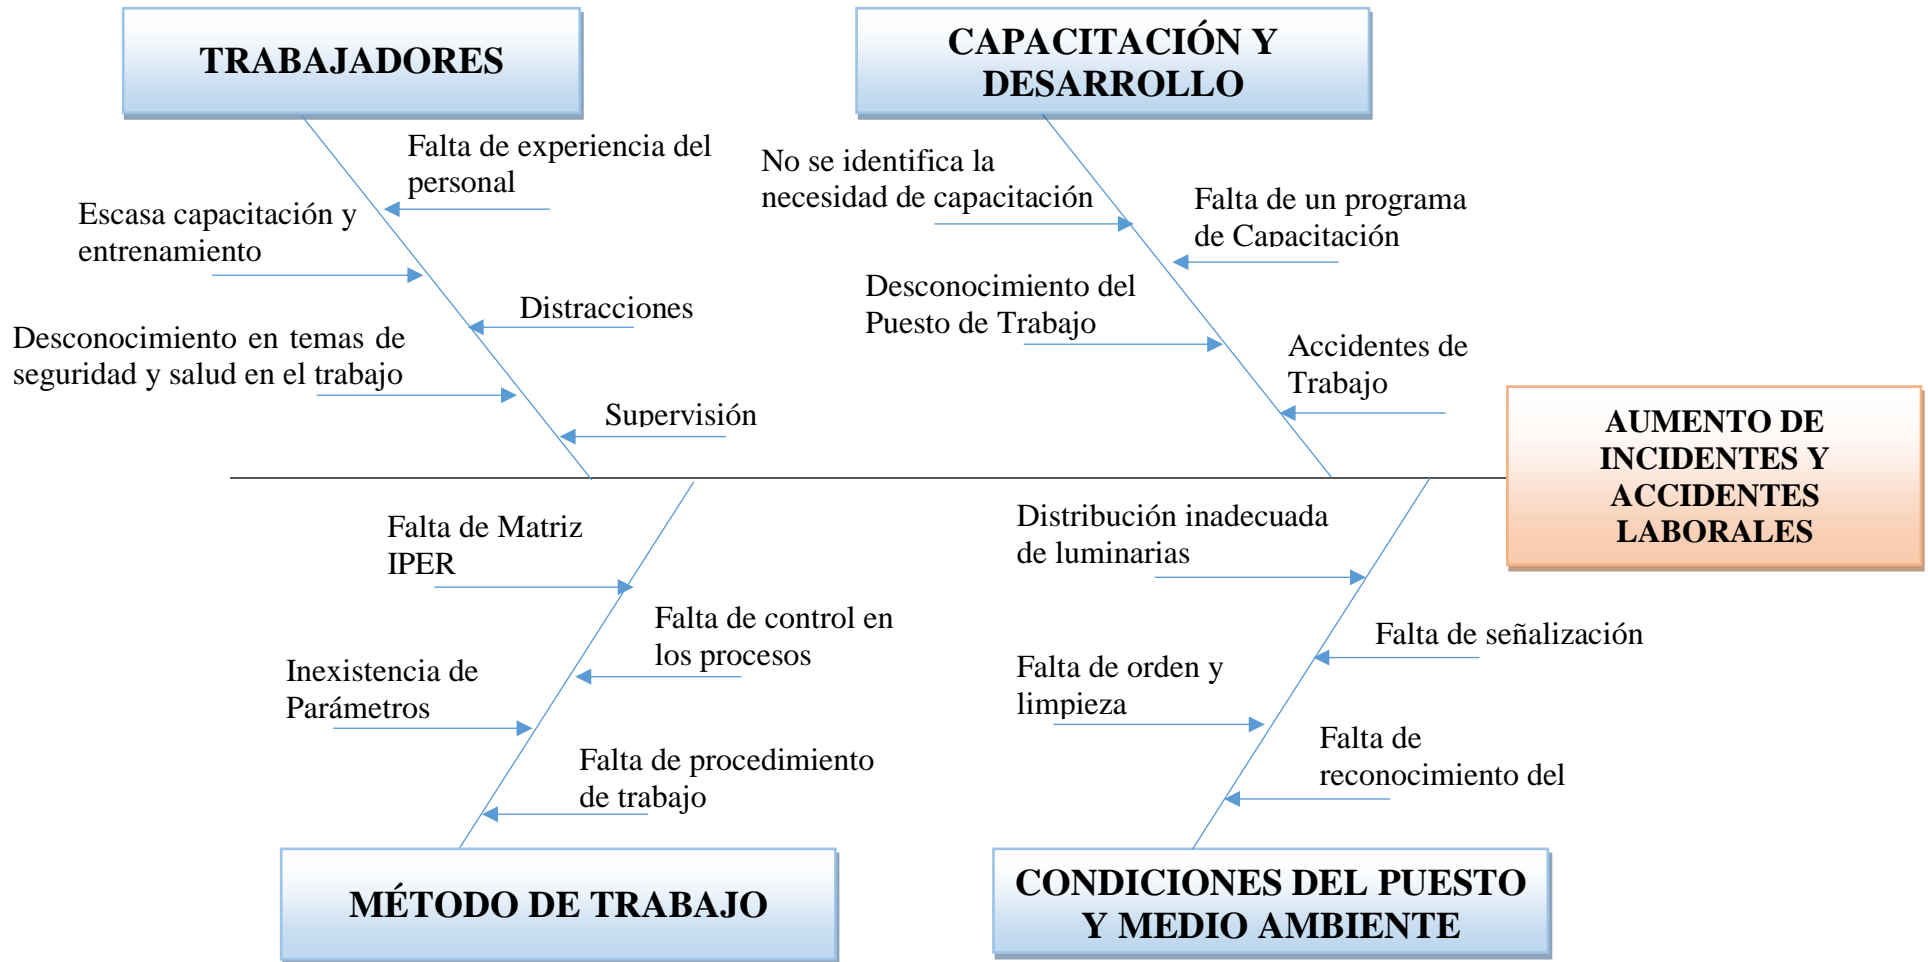 TRABAJADORES
CAPACITACIÓN Y
DESARROLLO
Falta de experiencia del
personal
Escasa capacitación y
entrenamiento
Distracciones
Desconocimiento en temas de
seguridad y salud en el trabajo
Supervisión
No se identifica la
necesidad de capacitación
Falta de un programa
de Capacitación
Desconocimiento del
Puesto de Trabajo
Accidentes de
Trabajo
AUMENTO DE
INCIDENTES Y
ACCIDENTES
LABORALES
Falta de Matriz
IPER
Falta de control en
los procesos
Inexistencia de
Parámetros
Falta de procedimiento
de trabajo
Distribución inadecuada
de luminarias
Falta de señalización
Falta de orden y
limpieza
Falta de
reconocimiento del
MÉTODO DE TRABAJO
CONDICIONES DEL PUESTO
Y MEDIO AMBIENTE